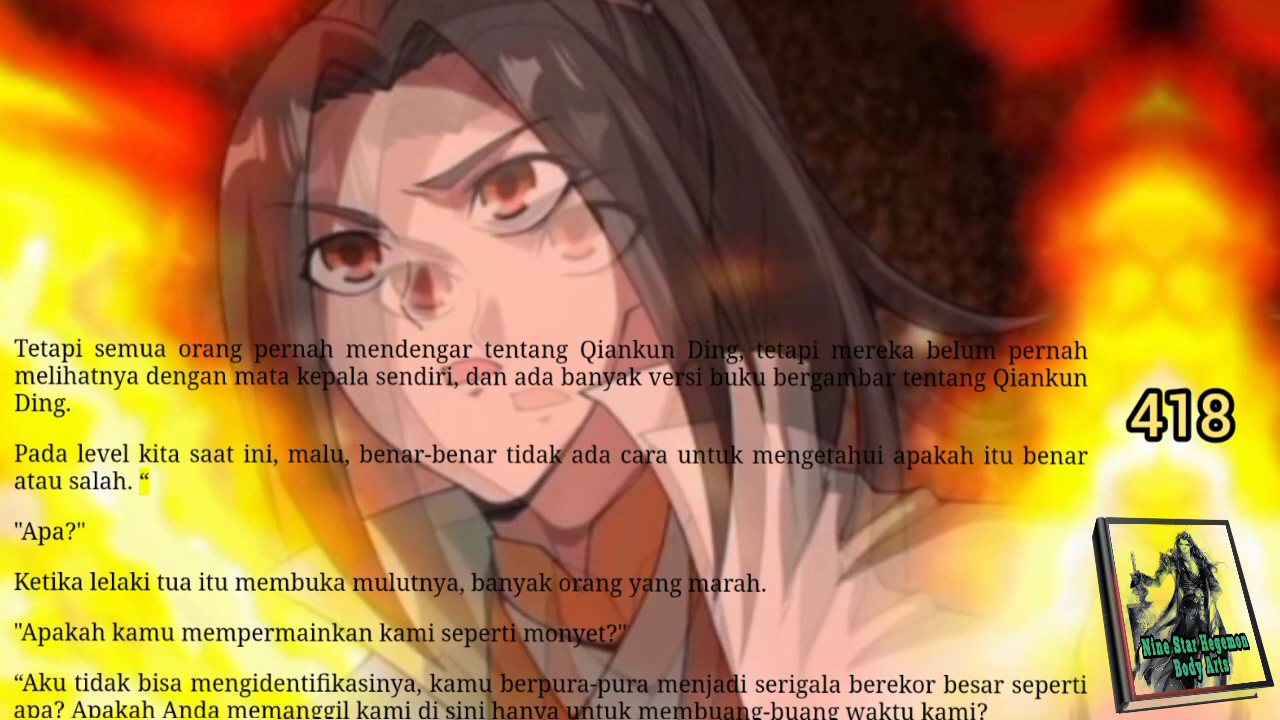 Tetapi semua orang pernah mendengar tentang Qiankun Ding, tetapi mereka belum pernah
melihatnya dengan mata kepala sendiri, dan ada banyak versi buku bergambar tentang Qiankun
Ding.
Pada level kita saat ini, malu, benar-benar tidak ada cara untuk mengetahui apakah itu benar
atau salah. “
"Apa?"
Ketika lelaki tua itu membuka mulutnya, banyak orang yang marah.
"Apakah kamu mempermainkan kami seperti monyet?"
“Aku tidak bisa mengidentifikasinya, kamu berpura-pura menjadi serigala berekor besar seperti
apa? Apakah Anda memanggil kami di sini hanya untuk membuang-buang waktu kami?
418
Nine Star Hegemon
Body Arts